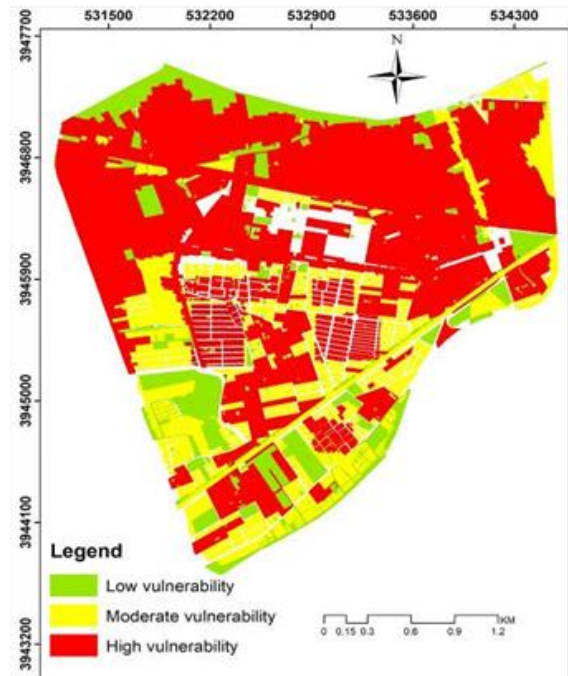 531500 532200 532900 533600 534300
3947700
N
3946800
3945900
3945000
3944100
3943200
Legend
Low vulnerability
Moderate vulnerability
High vulnerability
KM
0 0.15 0.3 0.6 0.9 1.2